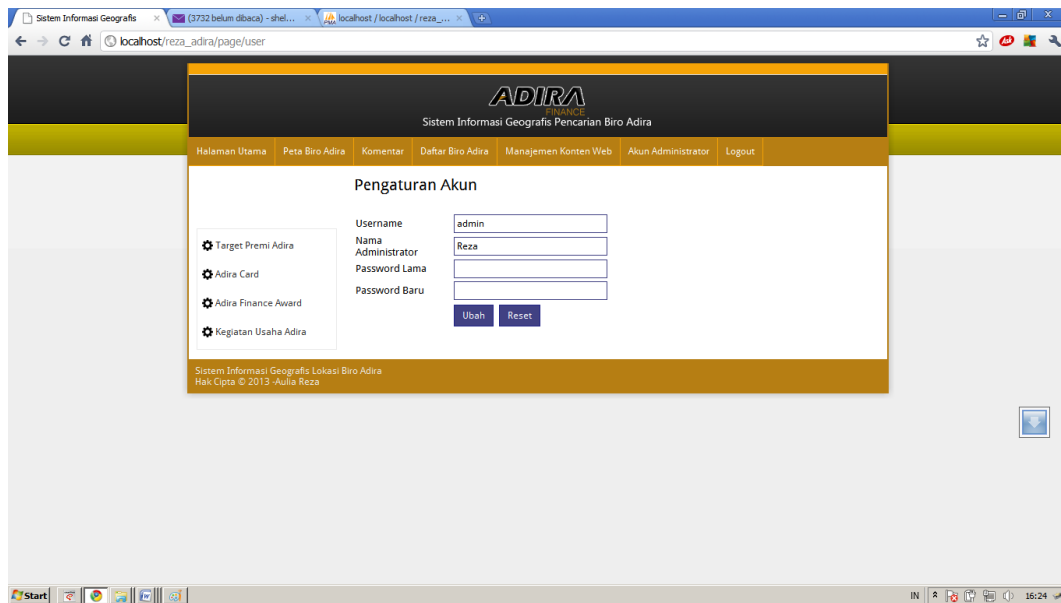 Sistem Informasi Geografis
(3732 belum dibaca) - shel...
localhost / localhost / reza_...
localhost/reza_adira/page/user
Ask
ADIRA
FINANCE
Sistem Informasi Geografis Pencarian Biro Adira
Halaman Utama Peta Biro Adira Komentar Daftar Biro Adira Manajemen Konten Web Akun Administrator Logout
Pengaturan Akun
Username admin
Nama Administrator Reza
Password Lama
Password Baru
Ubah Reset
Target Premi Adira
Adira Card
Adira Finance Award
Kegiatan Usaha Adira
Sistem Informasi Geografis Lokasi Biro Adira
Hak Cipta © 2013 -Aulia Reza
Start
IN 16:24